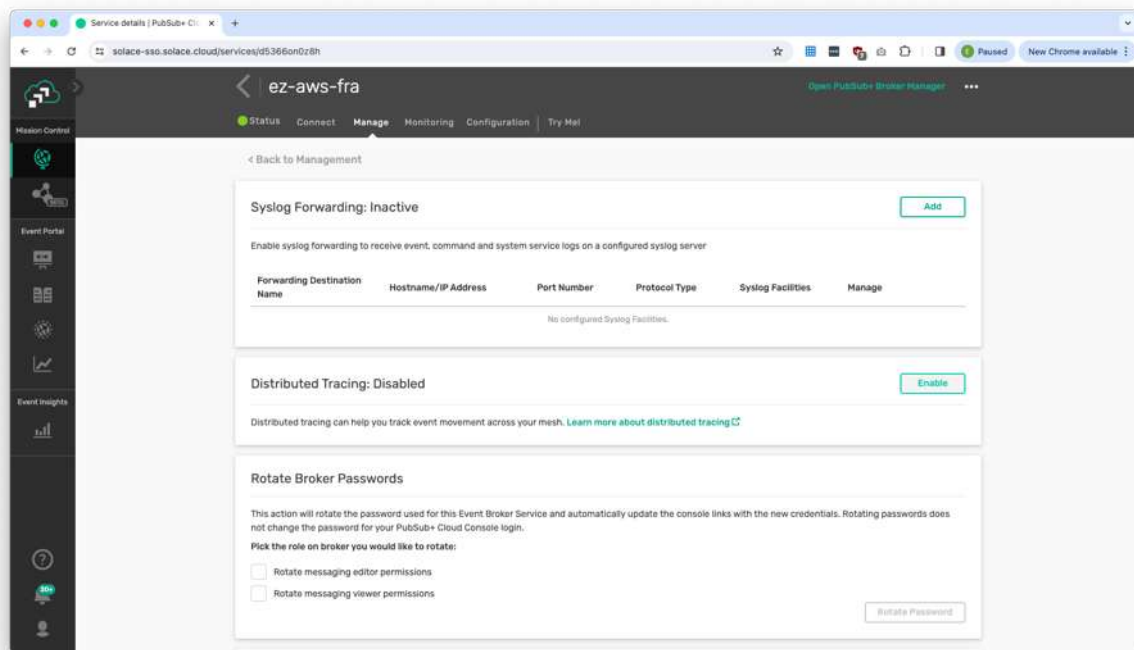 Service details | PubSub+ Cl
solace-sso.solace.cloud/services/d5366on0z8h
Paused
New Chrome available
ez-aws-fra
Open PubSub+ Broker Manager
Status Connect Manage Monitoring Configuration Try Me!
Mission Control
< Back to Management
Syslog Forwarding: Inactive
Add
Enable syslog forwarding to receive event, command and system service logs on a configured syslog server
Event Portal
Forwarding Destination Name Hostname/IP Address Port Number Protocol Type Syslog Facilities Manage
No configured Syslog Facilities.
Distributed Tracing: Disabled
Enable
Event Insights
Distributed tracing can help you track event movement across your mesh. Learn more about distributed tracing
Rotate Broker Passwords
This action will rotate the password used for this Event Broker Service and automatically update the console links with the new credentials. Rotating passwords does
not change the password for your PubSub+ Cloud Console login.
Pick the role on broker you would like to rotate:
Rotate messaging editor permissions
Rotate messaging viewer permissions
20+
Rotate Password